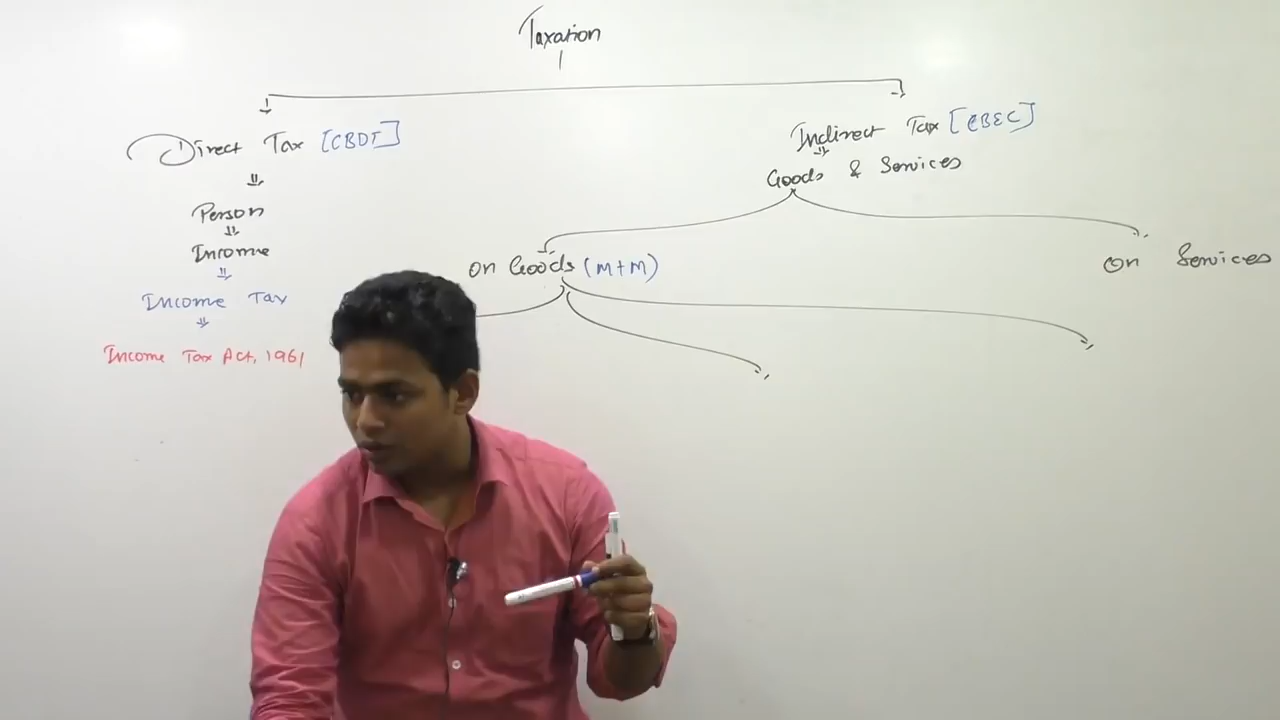 Taxation
Direct Tax [CBDT]
Indirect Tax [CBEC]
Goods & Services
Person
Income
On Goods (M+M)
On Services
Income Tax
Income Tax Act, 1961